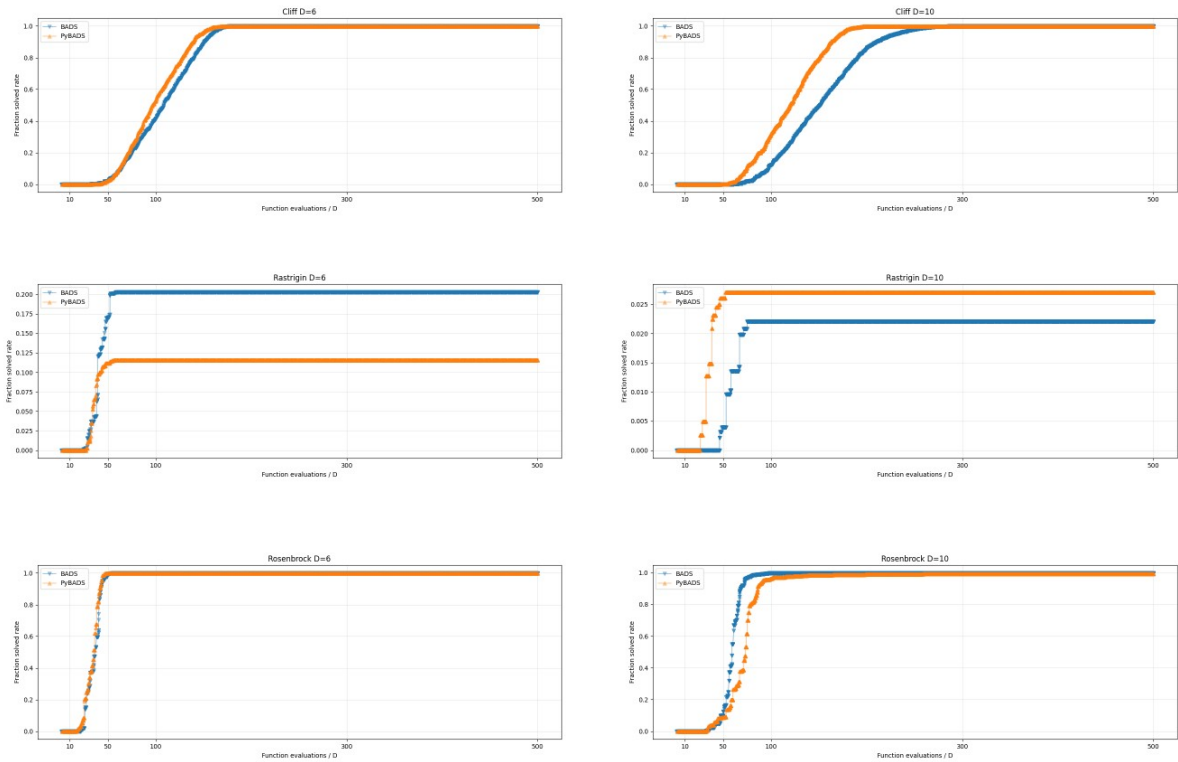 Cliff D=6
BADS
PyBADS
Fraction solved rate
1.0
0.8
0.6
0.4
0.2
0.0
10 50 100 300 500
Function evaluations / D
Cliff D=10
BADS
PyBADS
Fraction solved rate
1.0
0.8
0.6
0.4
0.2
0.0
10 50 100 300 500
Function evaluations / D
Rastrigin D=6
BADS
PyBADS
Fraction solved rate
0.200
0.175
0.150
0.125
0.100
0.075
0.050
0.025
0.000
10 50 100 300 500
Function evaluations / D
Rastrigin D=10
BADS
PyBADS
Fraction solved rate
0.025
0.020
0.015
0.010
0.005
0.000
10 50 100 300 500
Function evaluations / D
Rosenbrock D=6
BADS
PyBADS
Fraction solved rate
1.0
0.8
0.6
0.4
0.2
0.0
10 50 100 300 500
Function evaluations / D
Rosenbrock D=10
BADS
PyBADS
Fraction solved rate
1.0
0.8
0.6
0.4
0.2
0.0
10 50 100 300 500
Function evaluations / D